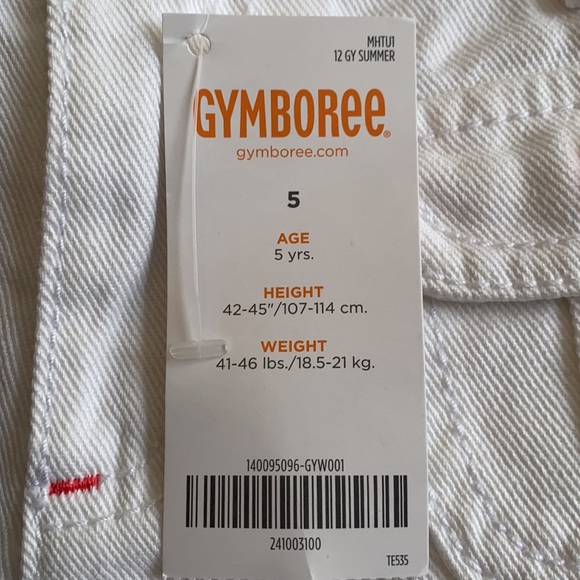 MHTU1
12 GY SUMMER
GYMBOREE®
gymboree.com
5
AGE
5 yrs.
HEIGHT
42-45"/107-114 cm.
WEIGHT
41-46 lbs./18.5-21 kg.
140095096-GYW001
241003100
TE535